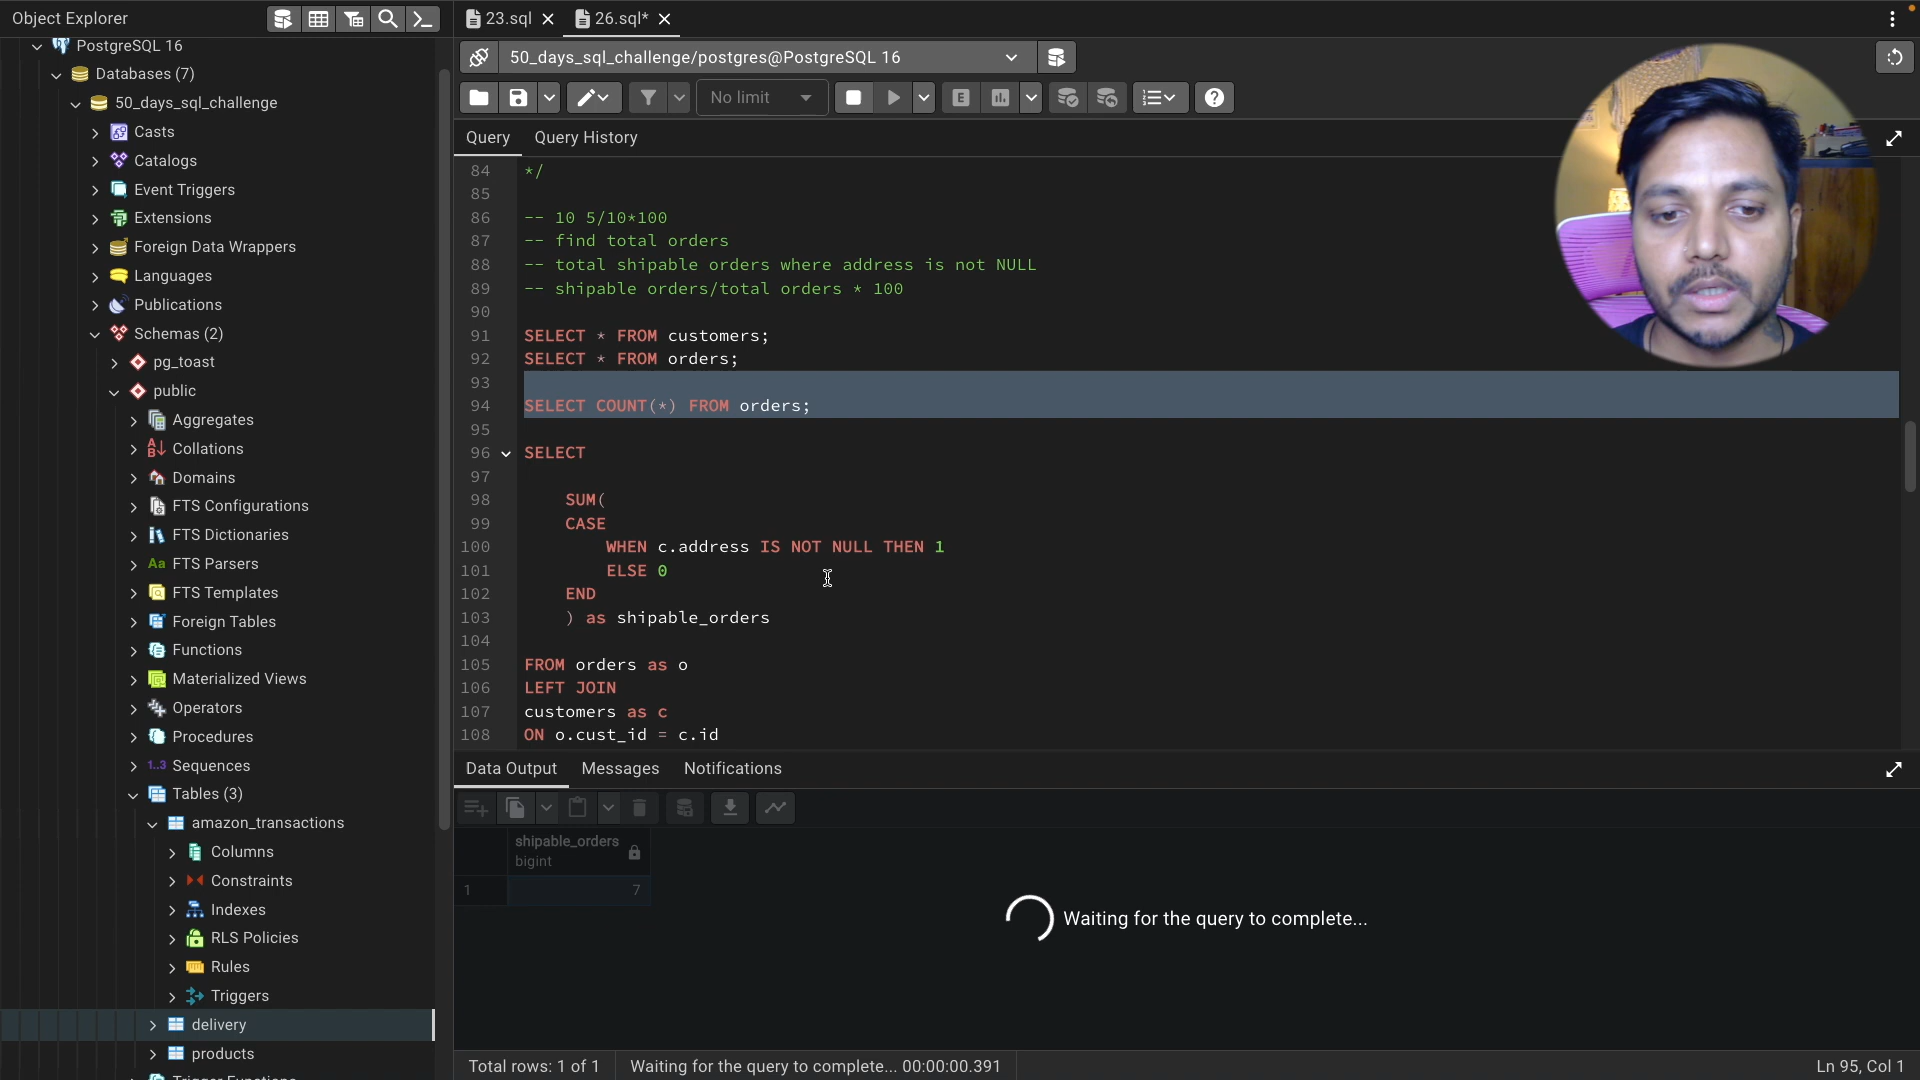 Object Explorer
23.sql
26.sql*
PostgreSQL 16
Databases (7)
50_days_sql_challenge
Casts
Catalogs
Event Triggers
Extensions
Foreign Data Wrappers
Languages
Publications
Schemas (2)
pg_toast
public
Aggregates
Collations
Domains
FTS Configurations
FTS Dictionaries
FTS Parsers
FTS Templates
Foreign Tables
Functions
Materialized Views
Operators
Procedures
1..3 Sequences
Tables (3)
amazon_transactions
Columns
Constraints
Indexes
RLS Policies
Rules
Triggers
delivery
products
Trigger Functions
50_days_sql_challenge/postgres@PostgreSQL 16
No limit
Query Query History
84 */
85
86 -- 10 5/10*100
87 -- find total orders
88 -- total shipable orders where address is not NULL
89 -- shipable orders/total orders * 100
90
91 SELECT * FROM customers;
92 SELECT * FROM orders;
93
94 SELECT COUNT(*) FROM orders;
95
96 SELECT
97
98 SUM(
99 CASE
100 WHEN c.address IS NOT NULL THEN 1
101 ELSE 0
102 END
103 ) as shipable_orders
104
105 FROM orders as o
106 LEFT JOIN
107 customers as c
108 ON o.cust_id = c.id
Data Output Messages Notifications
shipable_orders
bigint
1 7
Waiting for the query to complete...
Total rows: 1 of 1 Waiting for the query to complete... 00:00:00.391
Ln 95, Col 1